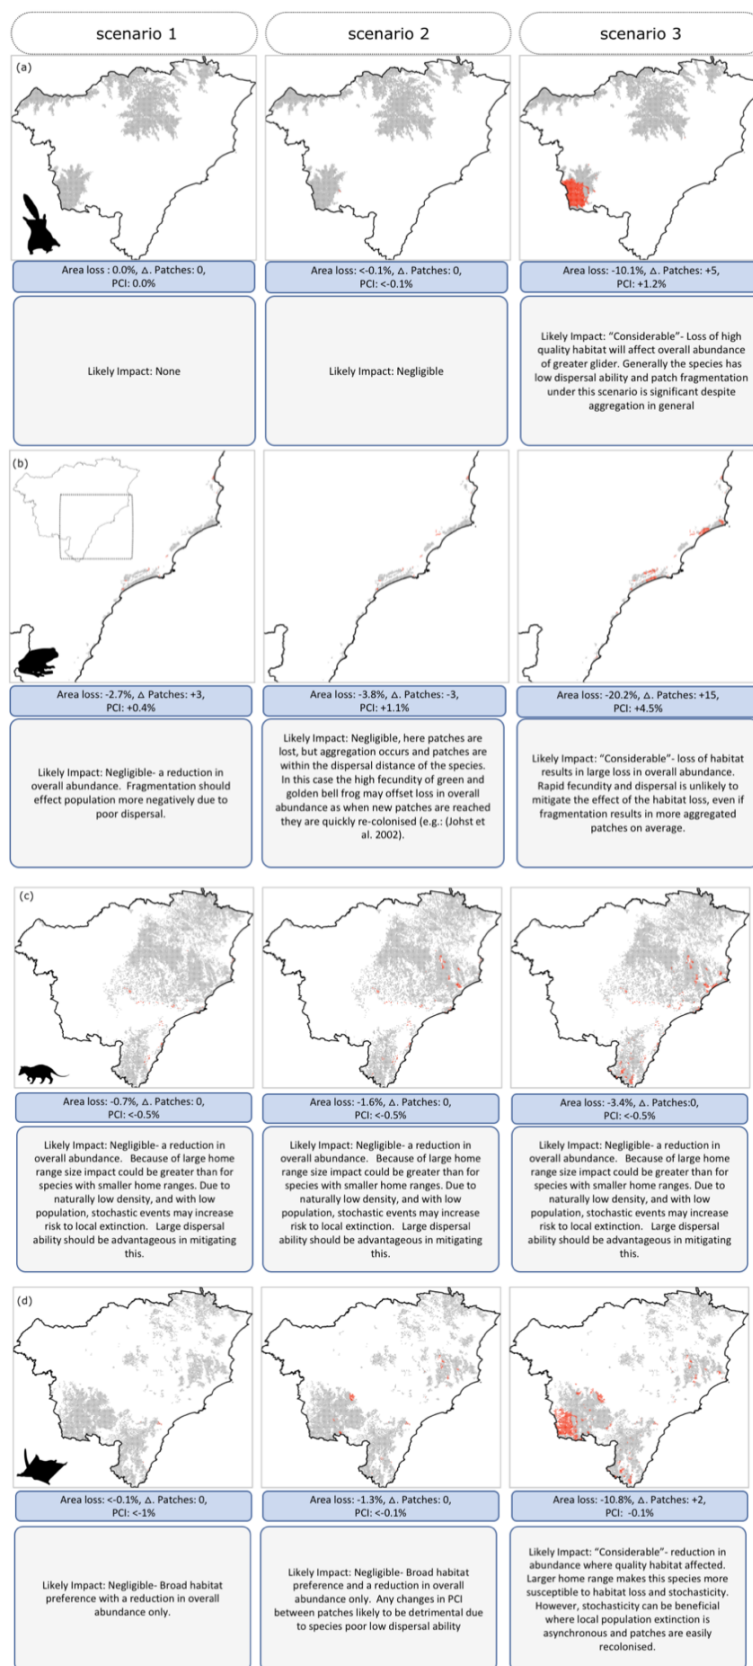 scenario 1
scenario 2
scenario 3
(a)
Area loss : 0.0%, Δ. Patches: 0,
PCI: 0.0%
Area loss: <-0.1%, Δ. Patches: 0,
PCI: <-0.1%
Area loss: -10.1%, Δ. Patches: +5,
PCI: +1.2%
Likely Impact: None
Likely Impact: Negligible
Likely Impact: “Considerable”- Loss of high
quality habitat will affect overall abundance
of greater glider. Generally the species has
low dispersal ability and patch fragmentation
under this scenario is significant despite
aggregation in general
(b)
Area loss: -2.7%, Δ Patches: +3,
PCI: +0.4%
Area loss: -3.8%, Δ Patches: -3,
PCI: +1.1%
Area loss: -20.2%, Δ Patches: +15,
PCI: +4.5%
Likely Impact: Negligible- a reduction in
overall abundance. Fragmentation should
effect population more negatively due to
poor dispersal.
Likely Impact: Negligible, here patches are
lost, but aggregation occurs and patches are
within the dispersal distance of the species.
In this case the high fecundity of green and
golden bell frog may offset loss in overall
abundance as when new patches are reached
they are quickly re-colonised (e.g.: (Johst et
al. 2002).
Likely Impact: “Considerable”- loss of habitat
results in large loss in overall abundance.
Rapid fecundity and dispersal is unlikely to
mitigate the effect of the habitat loss, even if
fragmentation results in more aggregated
patches on average.
(c)
Area loss: -0.7%, Δ. Patches: 0,
PCI: <-0.5%
Area loss: -1.6%, Δ. Patches: 0,
PCI: <-0.5%
Area loss: -3.4%, Δ. Patches:0,
PCI: <-0.5%
Likely Impact: Negligible- a reduction in
overall abundance. Because of large home
range size impact could be greater than for
species with smaller home ranges. Due to
naturally low density, and with low
population, stochastic events may increase
risk to local extinction. Large dispersal
ability should be advantageous in mitigating
this.
Likely Impact: Negligible- a reduction in
overall abundance. Because of large home
range size impact could be greater than for
species with smaller home ranges. Due to
naturally low density, and with low
population, stochastic events may increase
risk to local extinction. Large dispersal
ability should be advantageous in mitigating
this.
Likely Impact: Negligible- a reduction in
overall abundance. Because of large home
range size impact could be greater than for
species with smaller home ranges. Due to
naturally low density, and with low
population, stochastic events may increase
risk to local extinction. Large dispersal
ability should be advantageous in mitigating
this.
(d)
Area loss: <-0.1%, Δ. Patches: 0,
PCI: <-1%
Area loss: -1.3%, Δ. Patches: 0,
PCI: <-0.1%
Area loss: -10.8%, Δ. Patches: +2,
PCI: -0.1%
Likely Impact: Negligible- Broad habitat
preference with a reduction in overall
abundance only.
Likely Impact: Negligible- Broad habitat
preference and a reduction in overall
abundance only. Any changes in PCI
between patches likely to be detrimental due
to species poor low dispersal ability
Likely Impact: “Considerable”- reduction in
abundance where quality habitat affected.
Larger home range makes this species more
susceptible to habitat loss and stochasticity.
However, stochasticity can be beneficial
where local population extinction is
asynchronous and patches are easily
recolonised.